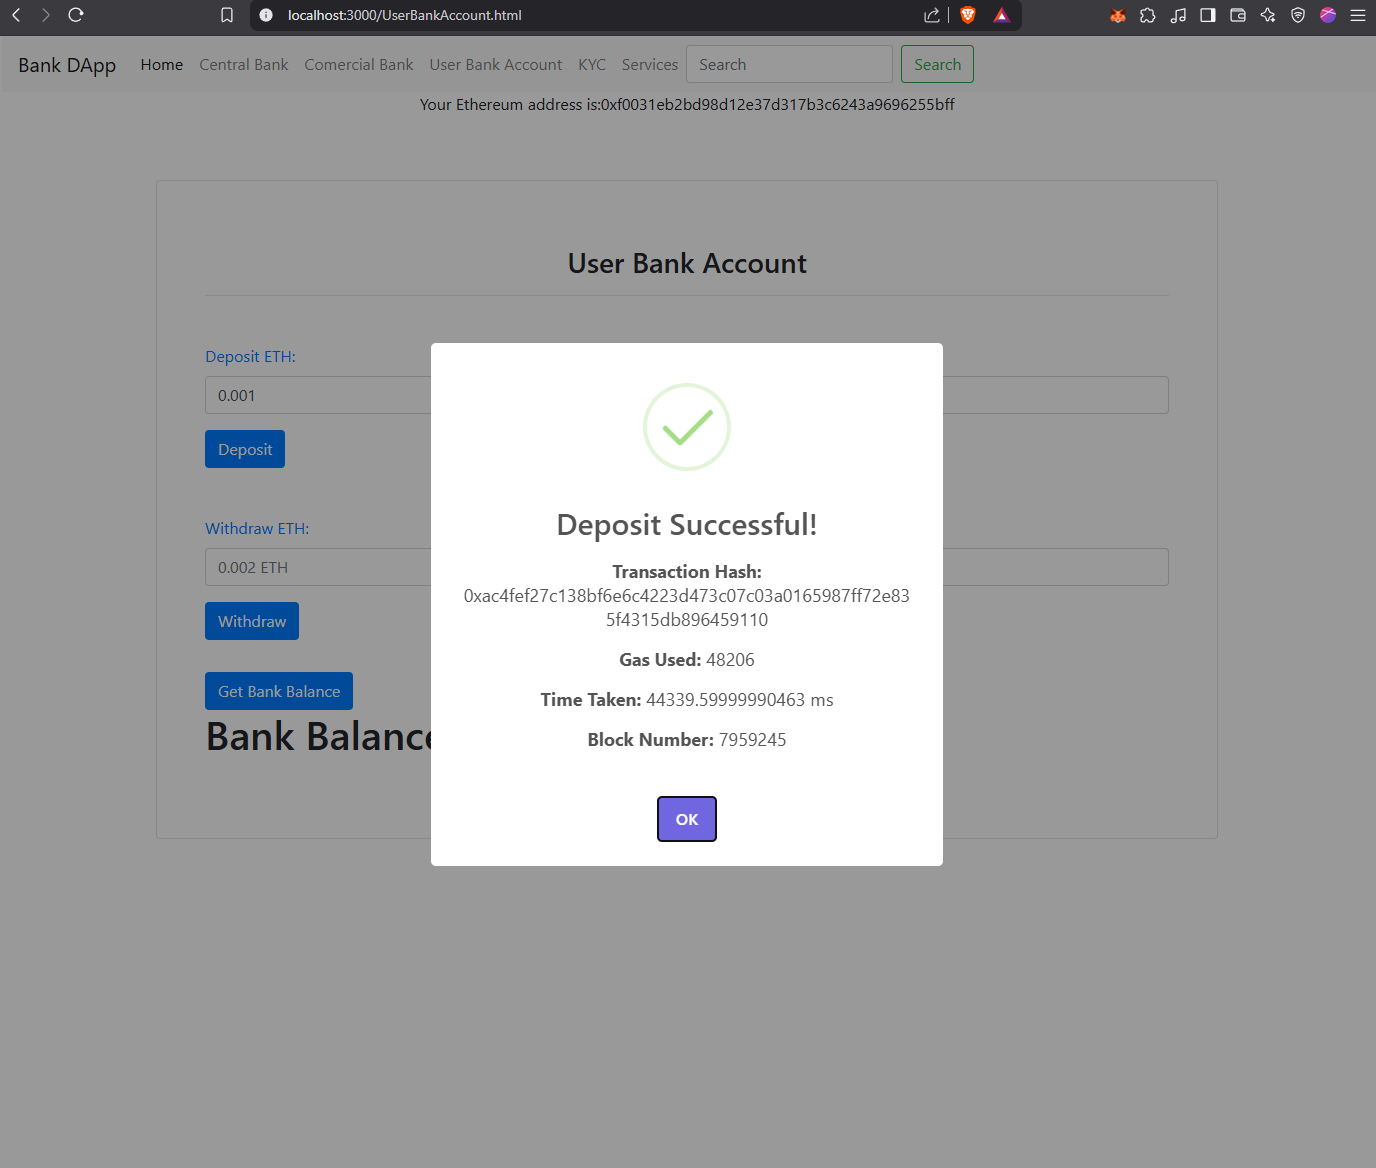 localhost:3000/UserBankAccount.html
Bank DApp Home Central Bank Comercial Bank User Bank Account KYC Services Search Search
Your Ethereum address is:0xf0031eb2bd98d12e37d317b3c6243a9696255bff
User Bank Account
Deposit ETH:
0.001
Deposit
Withdraw ETH:
0.002 ETH
Withdraw
Get Bank Balance
Bank Balance
Deposit Successful!
Transaction Hash:
0xac4fef27c138bf6e6c4223d473c07c03a0165987ff72e83
5f4315db896459110
Gas Used: 48206
Time Taken: 44339.59999990463 ms
Block Number: 7959245
OK